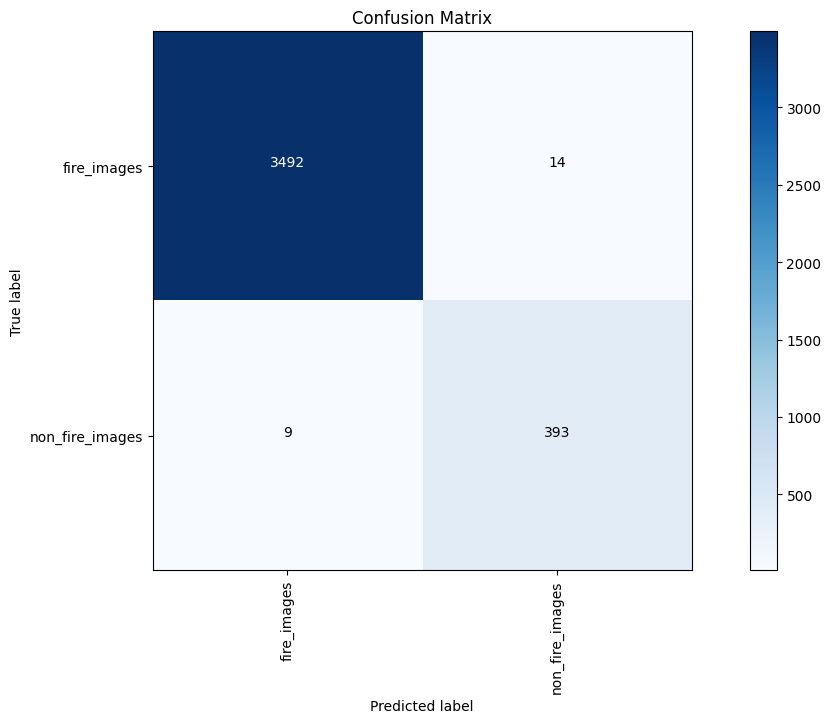 Confusion Matrix
True label
fire_images
3492
14
non_fire_images
9
393
fire_images
non_fire_images
Predicted label
3000
2500
2000
1500
1000
500